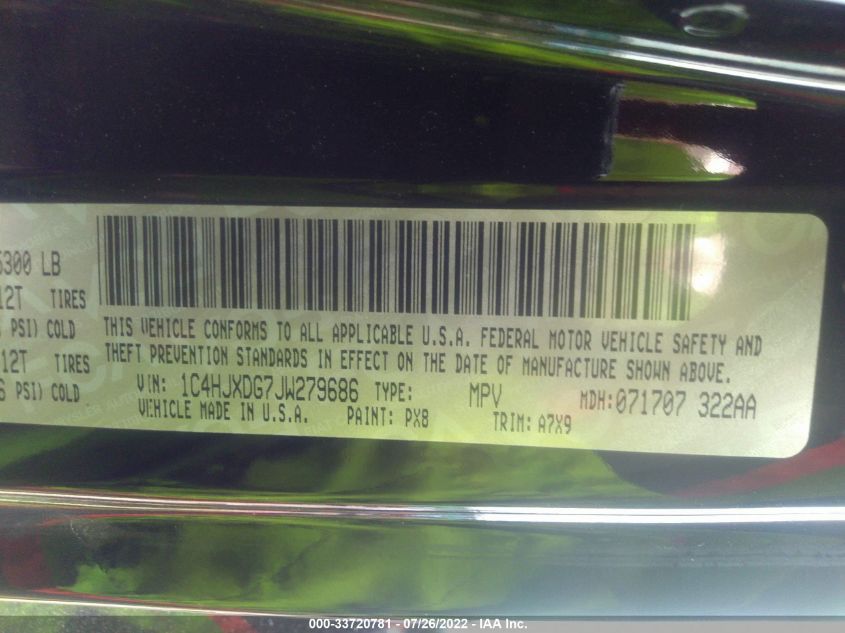 5300 LB
12T TIRES
PSI) COLD
12T TIRES
PSI) COLD
THIS VEHICLE CONFORMS TO ALL APPLICABLE U.S.A. FEDERAL MOTOR VEHICLE SAFETY AND
THEFT PREVENTION STANDARDS IN EFFECT ON THE DATE OF MANUFACTURE SHOWN ABOVE.
VIN: 1C4HJXDG7JW279686 TYPE: MPV MDH:071707 322AA
VEHICLE MADE IN U.S.A. PAINT: PX8 TRIM: A7X9
000-33720781 - 07/26/2022 - IAA Inc.